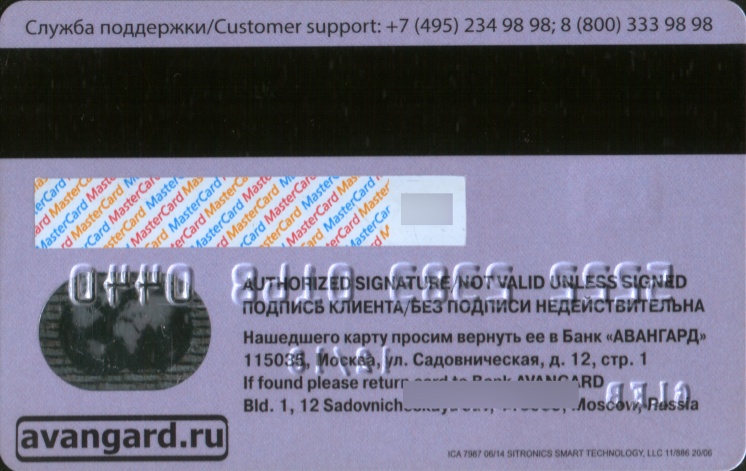 Служба поддержки/Customer support: +7 (495) 234 98 98; 8 (800) 333 98 98
MasterCard MasterCard MasterCard
AUTHORIZED SIGNATURE, NOT VALID UNLESS SIGNED
ПОДПИСЬ КЛИЕНТА/БЕЗ ПОДПИСИ НЕДЕЙСТВИТЕЛЬНА
Нашедшего карту просим вернуть ее в Банк «АВАНГАРД»
115035, Москва, ул. Садовническая, д. 12, стр. 1
If found please return card to Bank AVANGARD
Bld. 1, 12 Moscow, Russia
avangard.ru
ICA 7987 06/14 SITRONICS SMART TECHNOLOGY, LLC 11/886 20/06